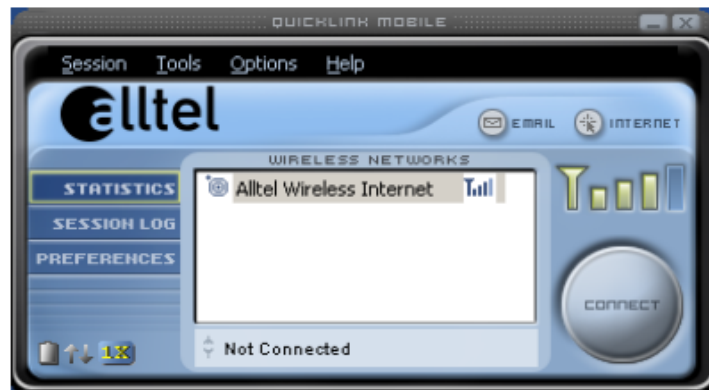 QUICKLINK MOBILE
Session Tools Options Help
alltel
EMAIL INTERNET
WIRELESS NETWORKS
STATISTICS
Alltel Wireless Internet
SESSION LOG
PREFERENCES
CONNECT
1X
Not Connected